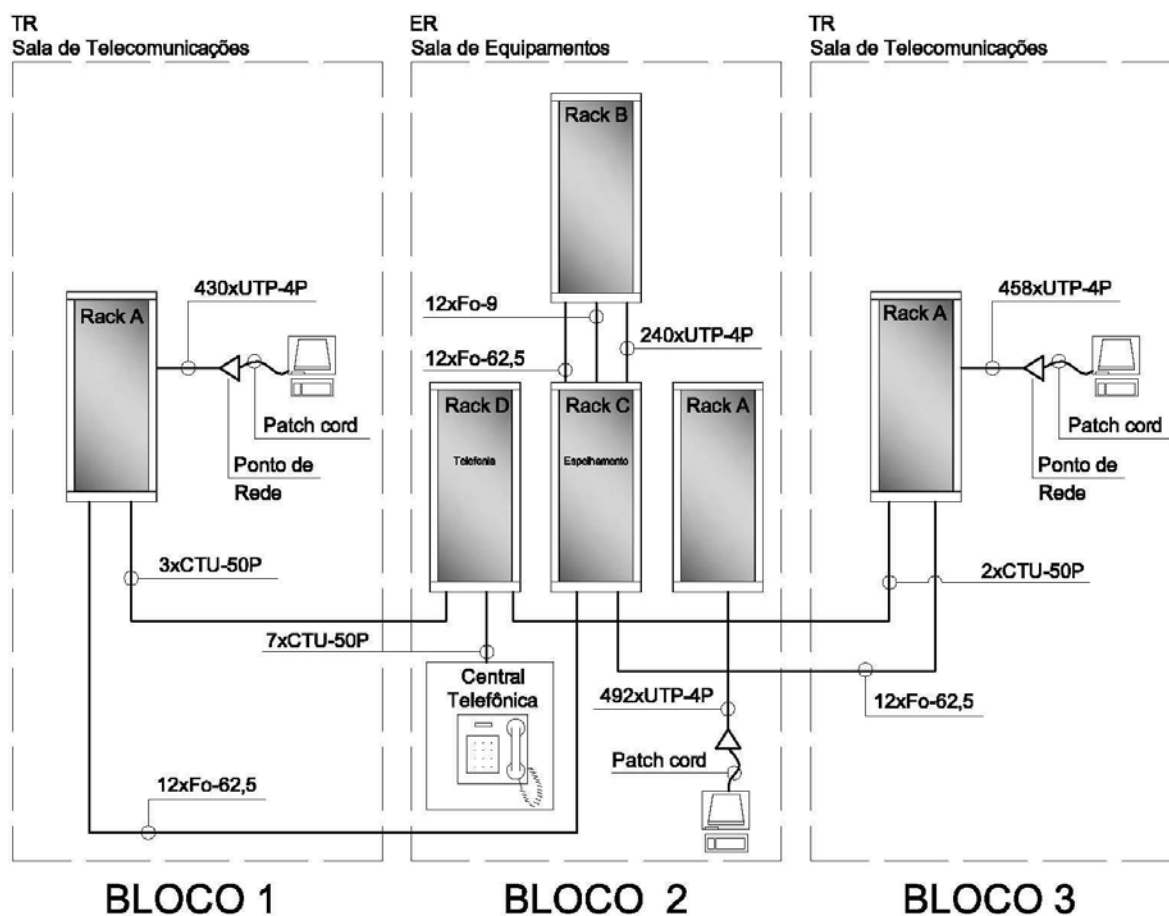 TR
Sala de Telecomunicações
ER
Sala de Equipamentos
TR
Sala de Telecomunicações
Rack B
430xUTP-4P
12xFo-9
458xUTP-4P
Rack A
240xUTP-4P
Rack A
12xFo-62,5
Rack D
Rack C
Rack A
Patch cord
Patch cord
Telefonia
Espelhamento
Ponto de
Rede
Ponto de
Rede
3xCTU-50P
2xCTU-50P
7xCTU-50P
Central
Telefônica
492xUTP-4P
12xFo-62,5
Patch cord
12xFo-62,5
BLOCO 1
BLOCO 2
BLOCO 3